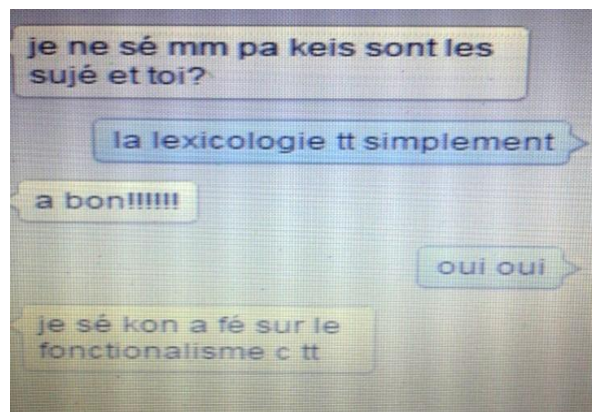 je ne sé mm pa keis sont les
sujé et toi?
la lexicologie tt simplement
a bon!!!!!!
oui oui
je sé kon a fé sur le
fonctionalisme c tt